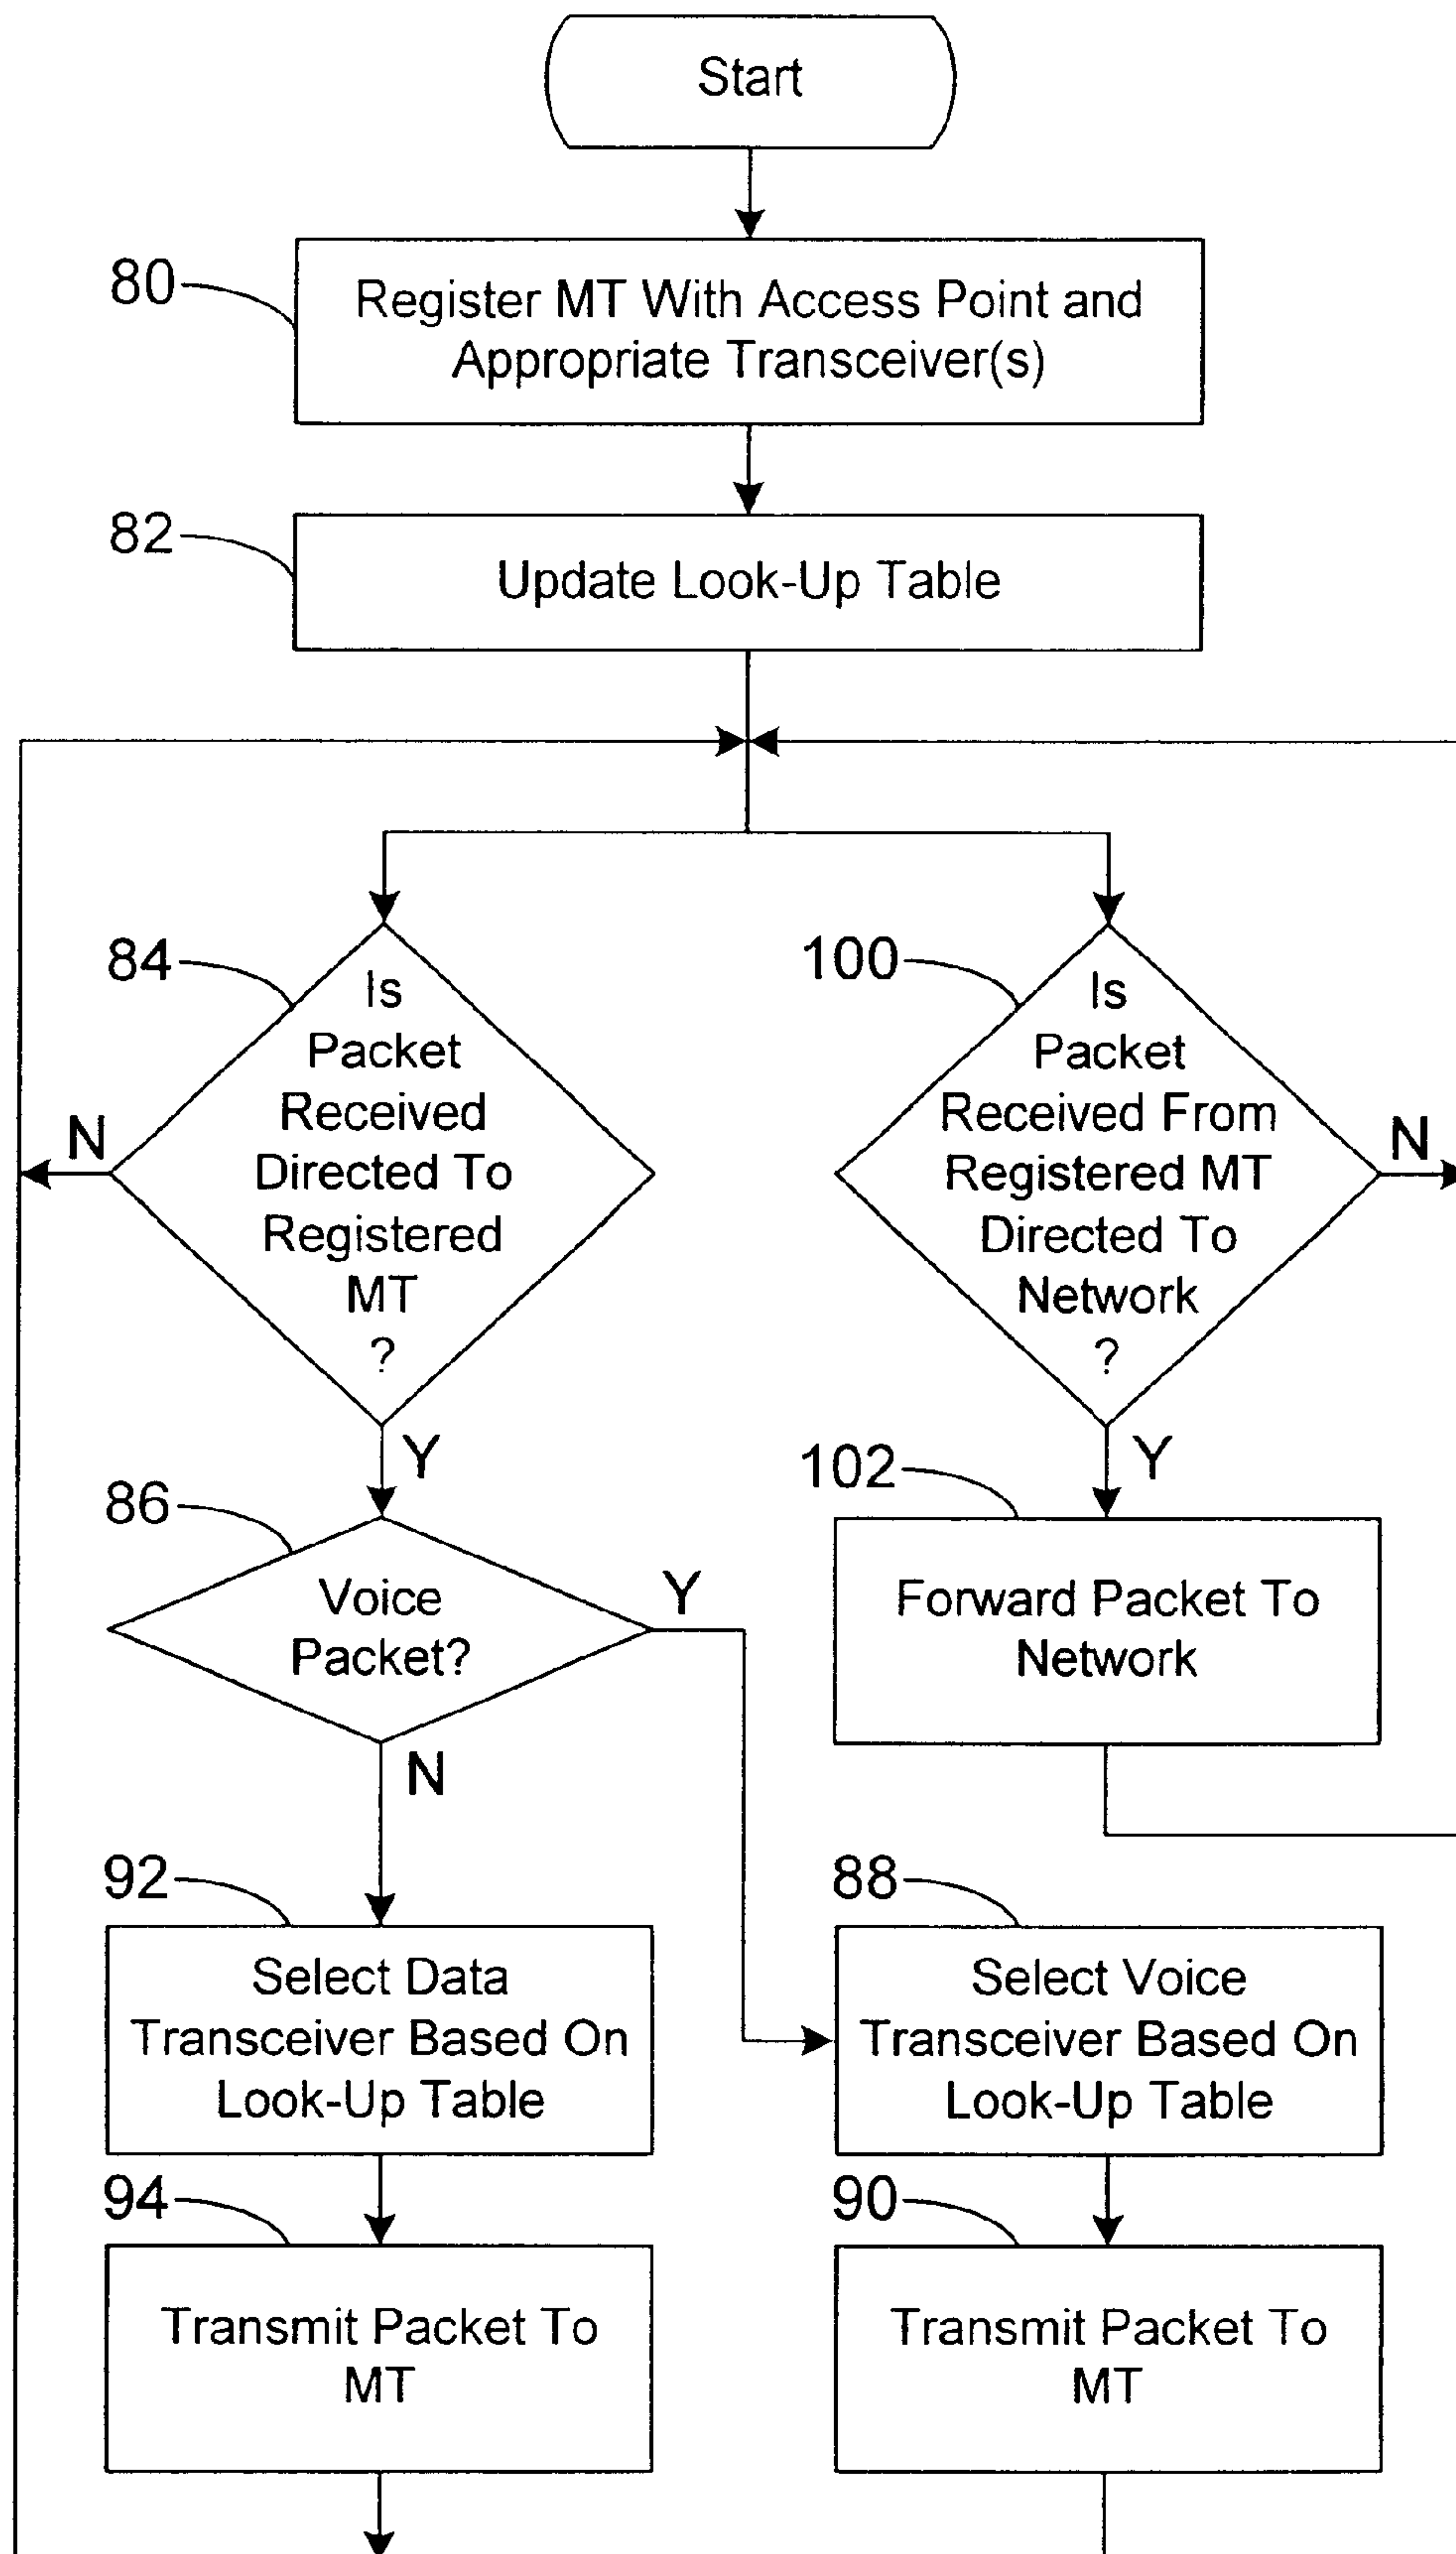 Start
80
Register MT With Access Point and
Appropriate Transceiver(s)
82
Update Look-Up Table
84
Is
Packet
Received
Directed To
Registered
MT
?
N
Y
100
Is
Packet
Received From
Registered MT
Directed To
Network
?
N
Y
86
Voice
Packet?
Y
N
102
Forward Packet To
Network
92
Select Data
Transceiver Based On
Look-Up Table
88
Select Voice
Transceiver Based On
Look-Up Table
94
Transmit Packet To
MT
90
Transmit Packet To
MT